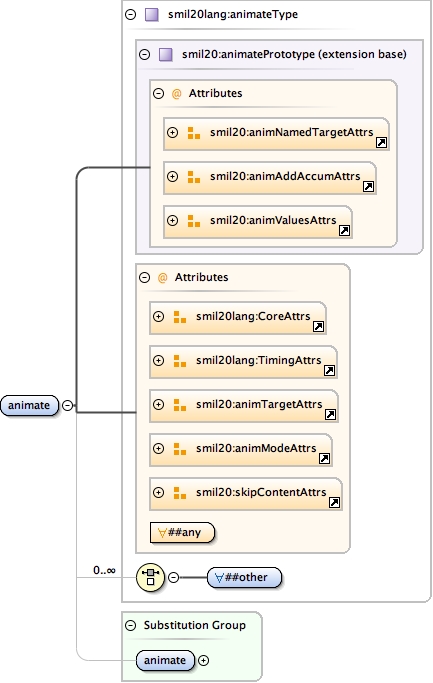 smil20lang:animateType
smil20:animatePrototype (extension base)
@ Attributes
smil20:animNamedTargetAttrs
smil20:animAddAccumAttrs
smil20:animValuesAttrs
@ Attributes
smil20lang:CoreAttrs
smil20lang:TimingAttrs
smil20:animTargetAttrs
animate
smil20:animModeAttrs
smil20:skipContentAttrs
∀##any
0..∞
∀##other
Substitution Group
animate